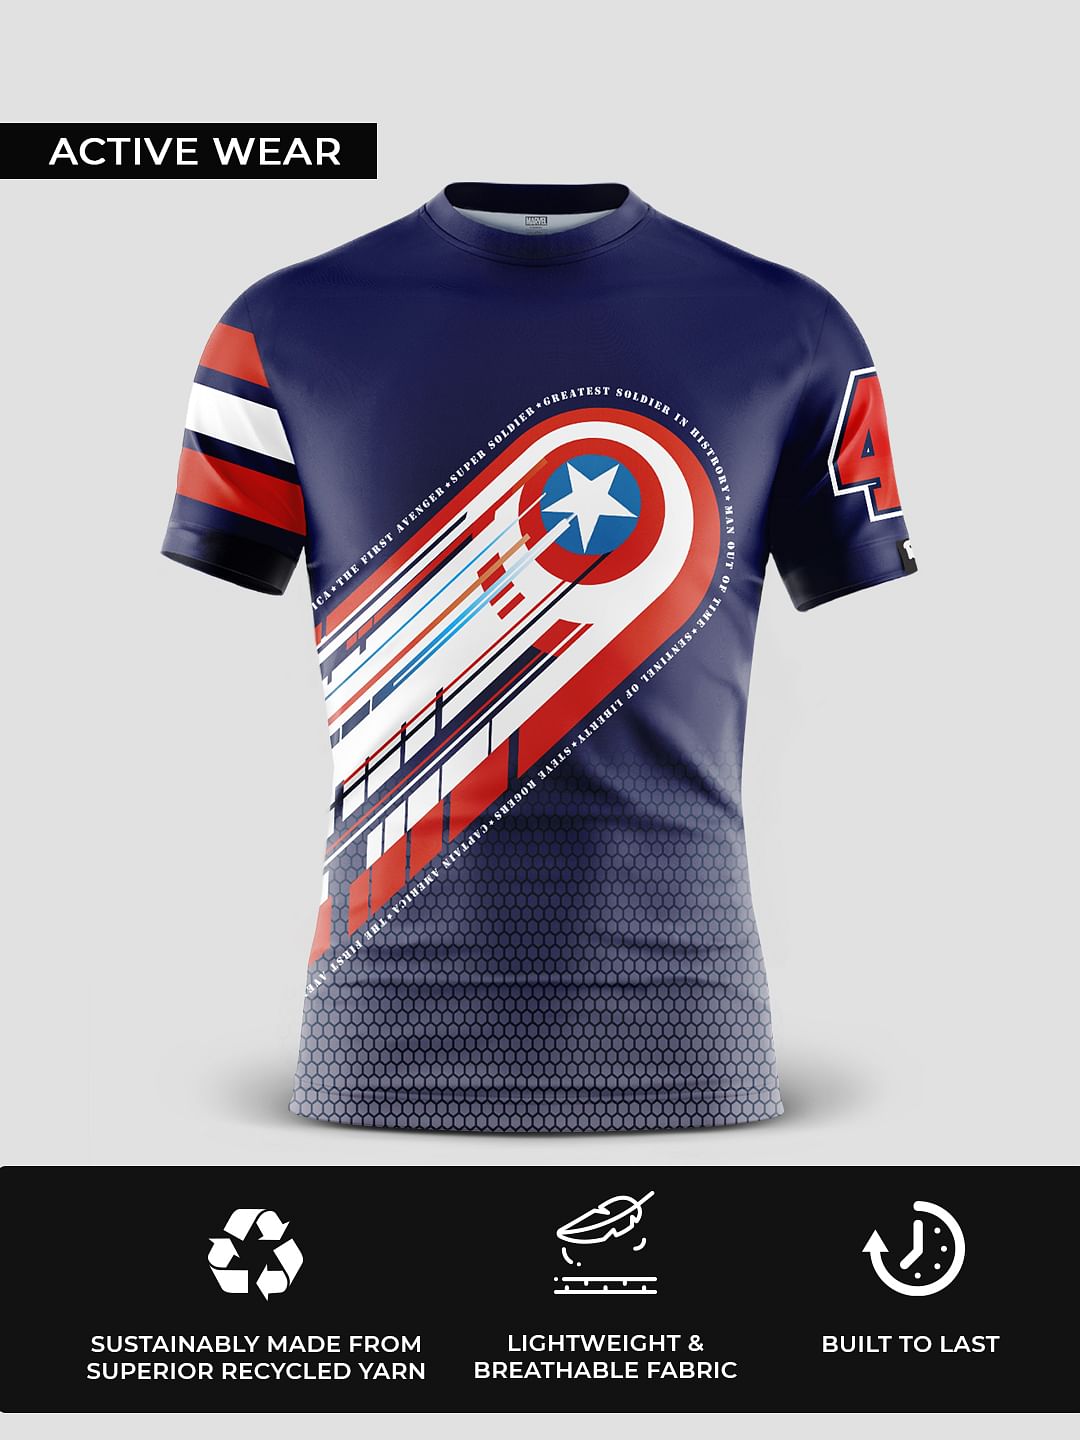 ACTIVE WEAR
MARVEL
ICA★THE FIRST AVENGER★SUPER SOLDIER★GREATEST SOLDIER IN HISTRORY★MAN OUT OF TIME★SENTINEL OF LIBERTY★STEVE ROGERS★CAPTAIN AMERICA★THE FIRST AVE
4
SUSTAINABLY MADE FROM
SUPERIOR RECYCLED YARN
LIGHTWEIGHT &
BREATHABLE FABRIC
BUILT TO LAST